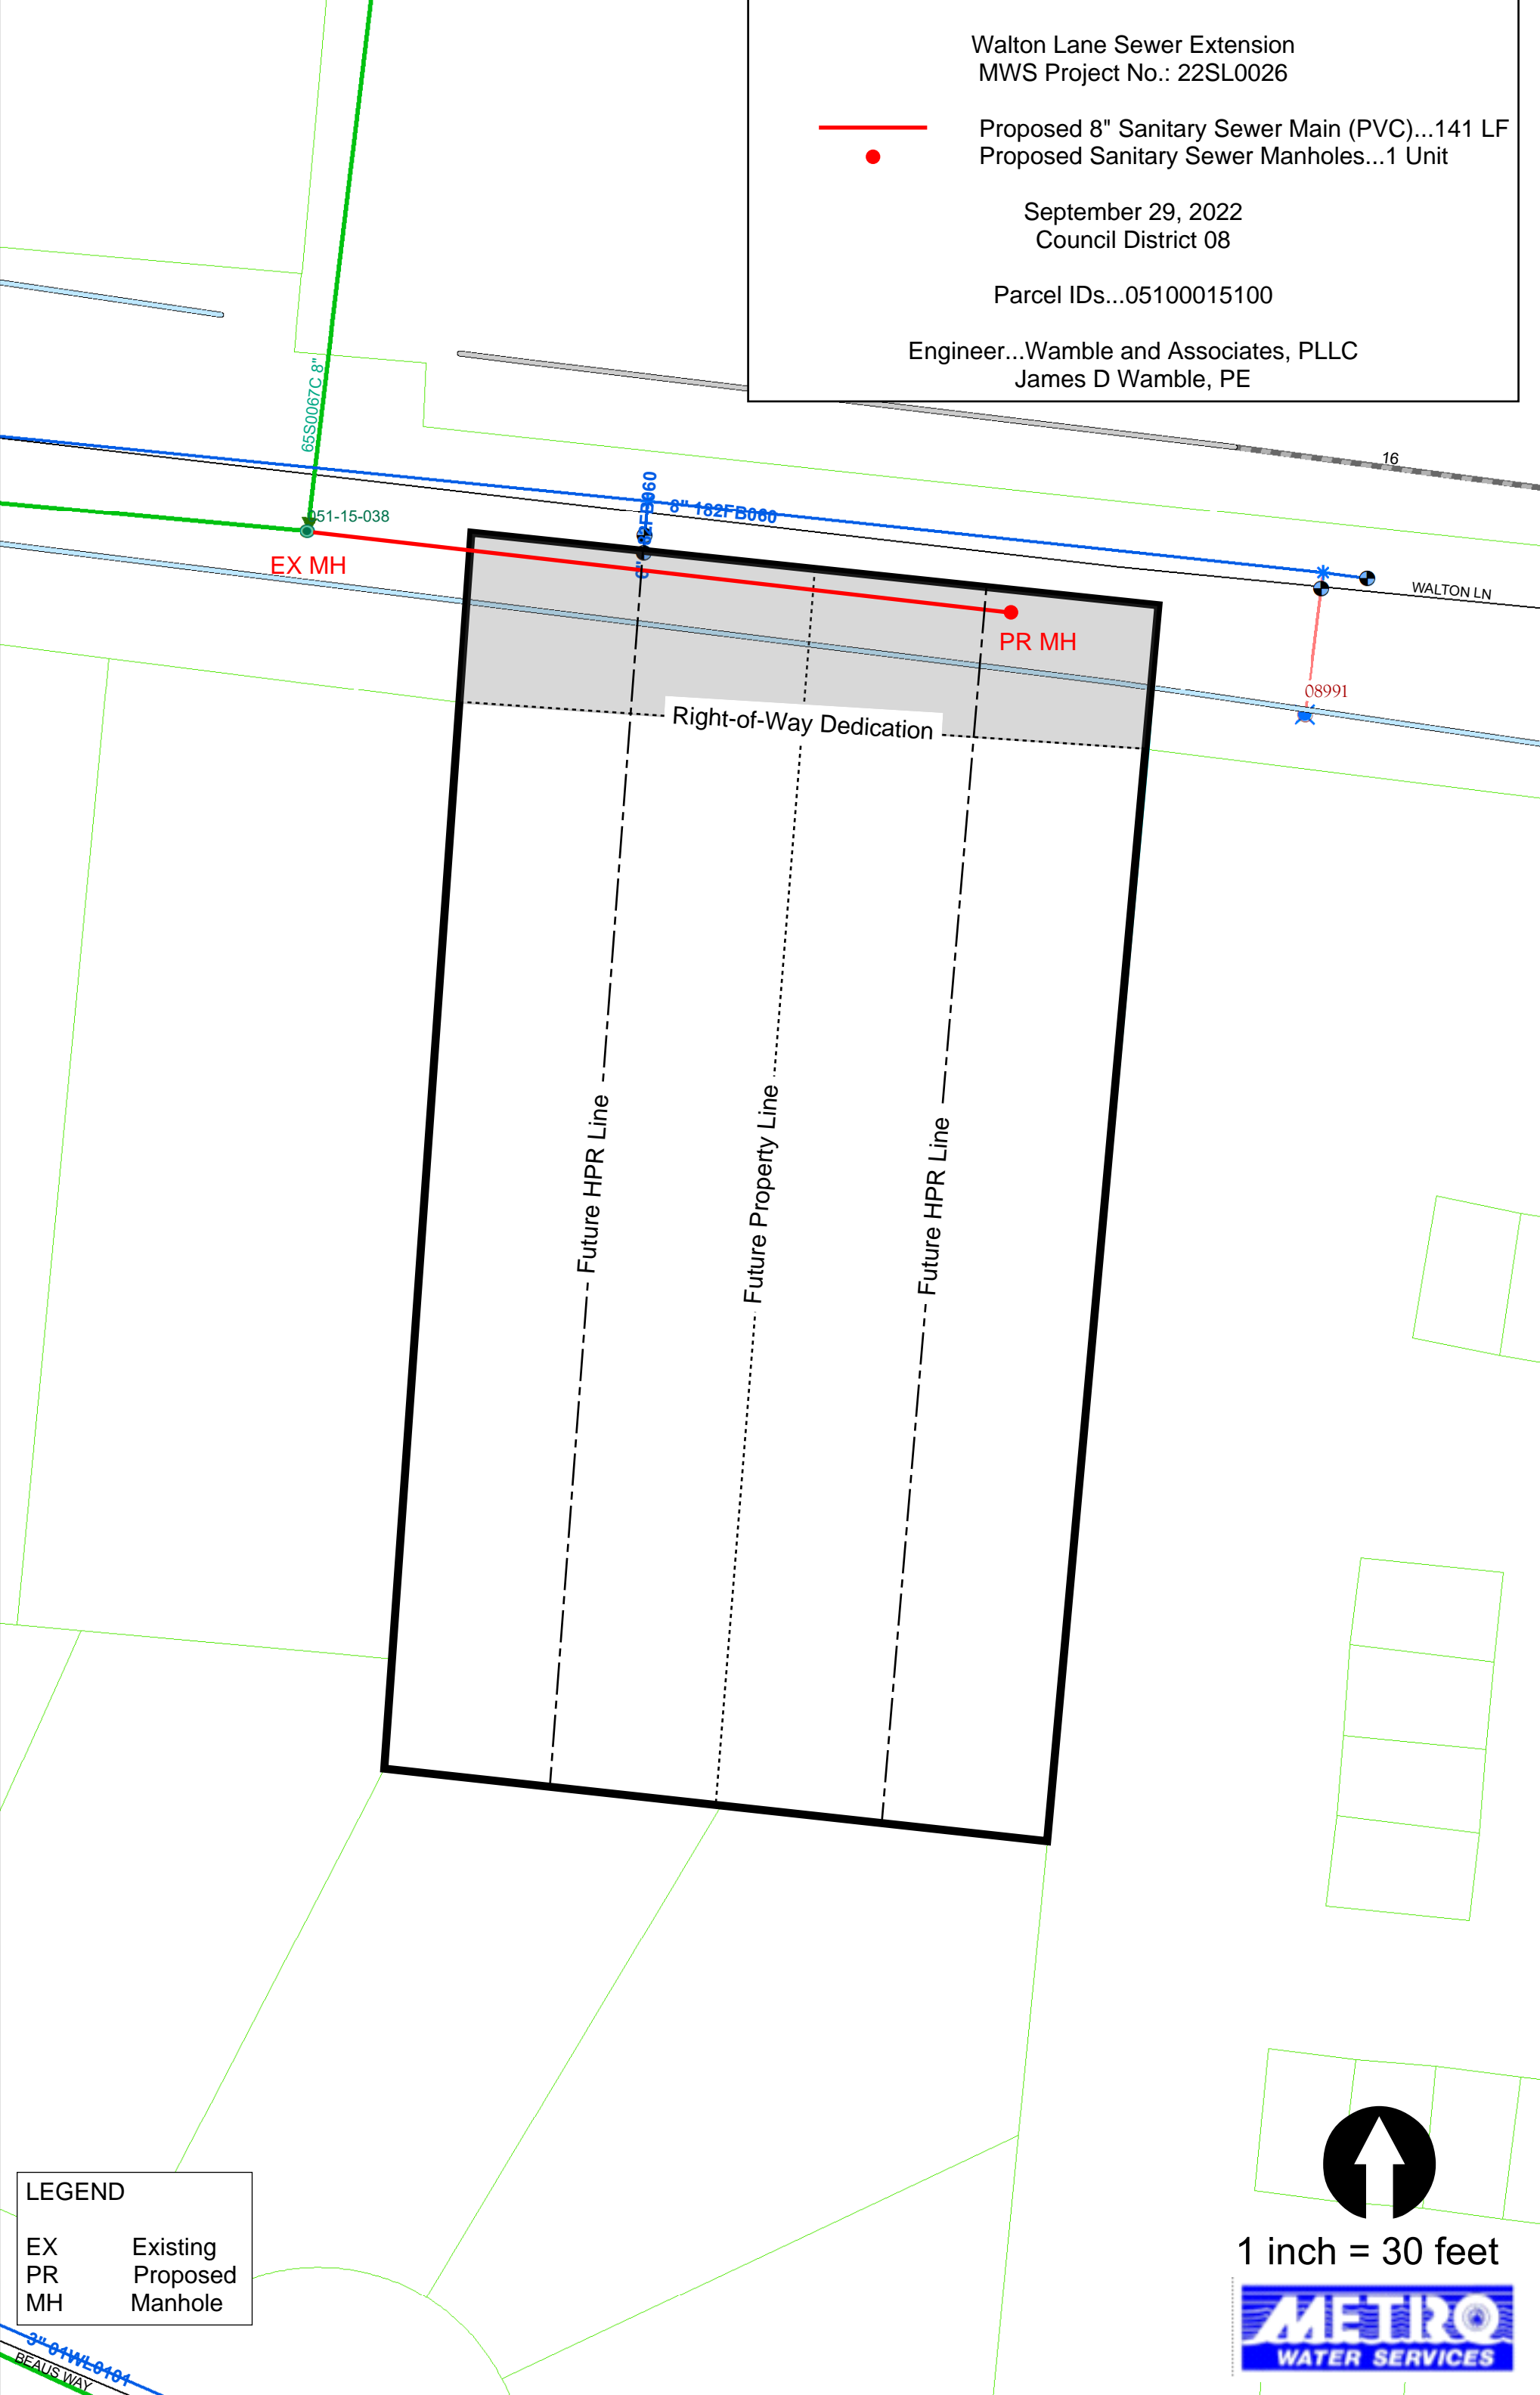 Walton Lane Sewer Extension
MWS Project No.: 22SL0026
Proposed 8" Sanitary Sewer Main (PVC)...141 LF
Proposed Sanitary Sewer Manholes...1 Unit
September 29, 2022
Council District 08
Parcel IDs...05100015100
Engineer...Wamble and Associates, PLLC
James D Wamble, PE
65S0067C 8"
16
051-15-038
8" 182FB060
EX MH
WALTON LN
PR MH
08991
Right-of-Way Dedication
Future HPR Line
Future Property Line
Future HPR Line
LEGEND
EX Existing
PR Proposed
MH Manhole
1 inch = 30 feet
METRO
WATER SERVICES
3" 01WL0101
BEAUS WAY